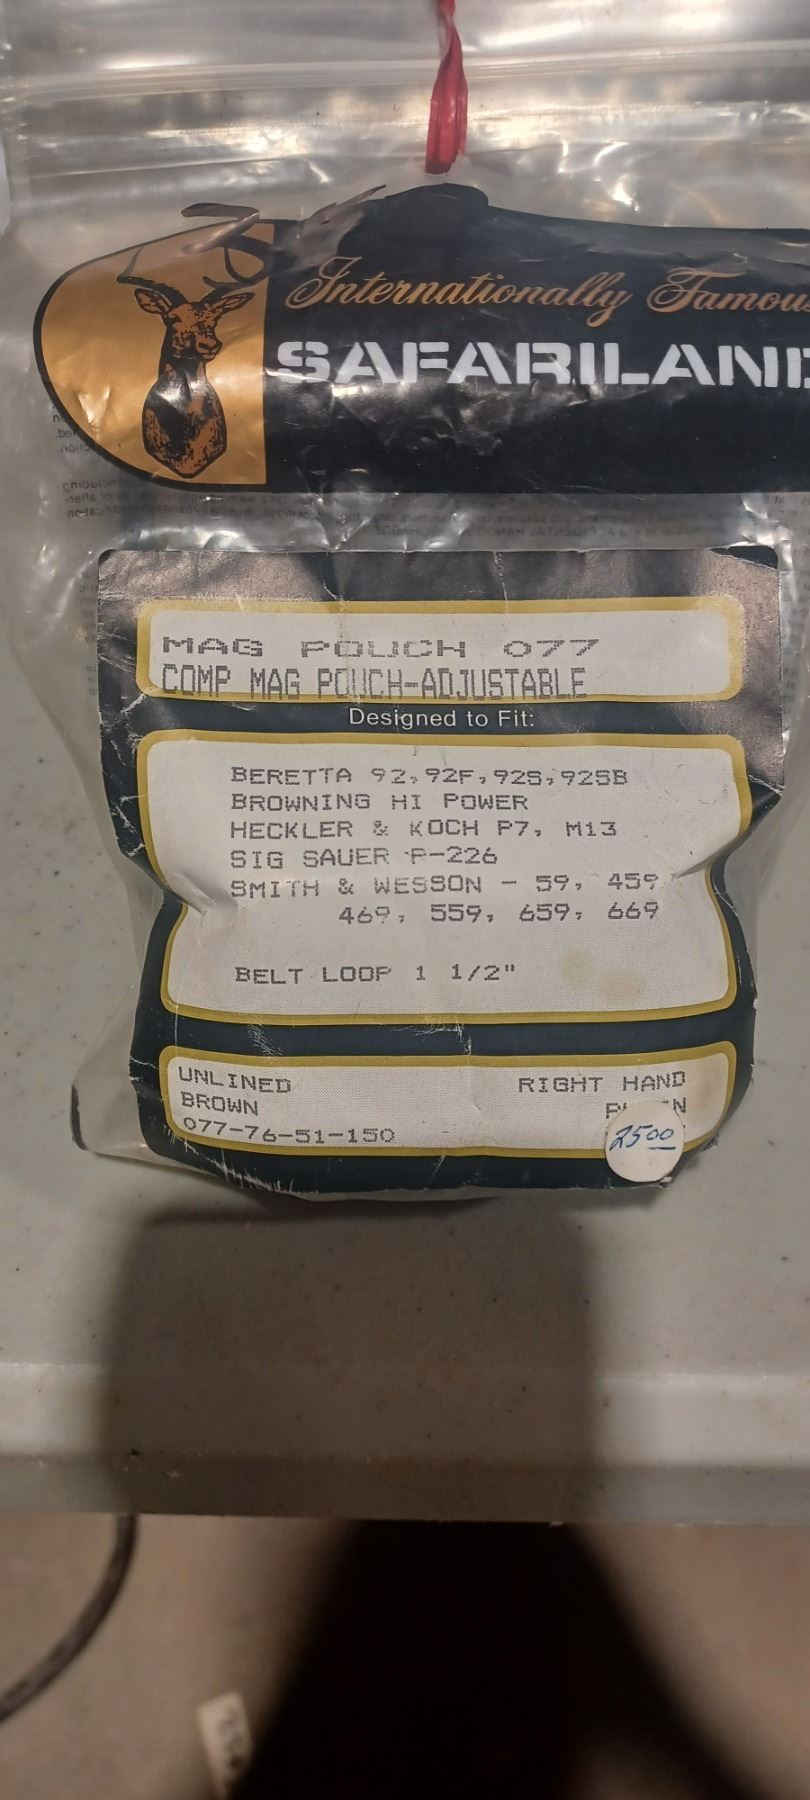 Internationally
SAFARILAND
MAG POUCH 077
COMP MAG POUCH-ADJUSTABLE
Designed to Fit:
BERETTA 92,92F,92S,92SB
BROWNING HI POWER
HECKLER & KOCH P7, M13
SIG SAUER P-226
SMITH & WESSON - 59, 459
469, 559, 659, 669
BELT LOOP 1 1/2"
UNLINED RIGHT HAND
BROWN
077-76-51-150
2500